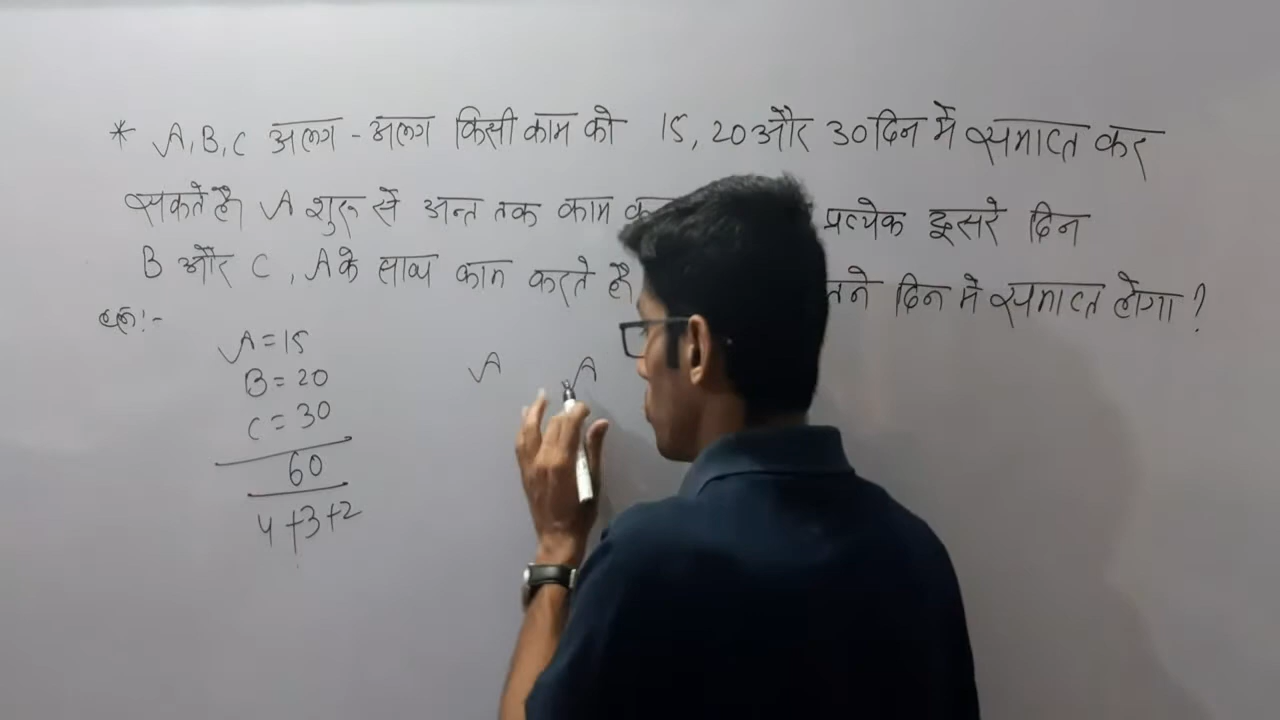 * A, B, C अलग - अलग किसी काम को 15, 20 और 30 दिन में समाप्त कर
सकते है। A शुरू से अन्त तक काम प्रत्येक दूसरे दिन
B और C, A के साथ काम करते है दिन में समाप्त होगा ?
हल:-
A = 15
B = 20
C = 30
60
4+3+2
A A